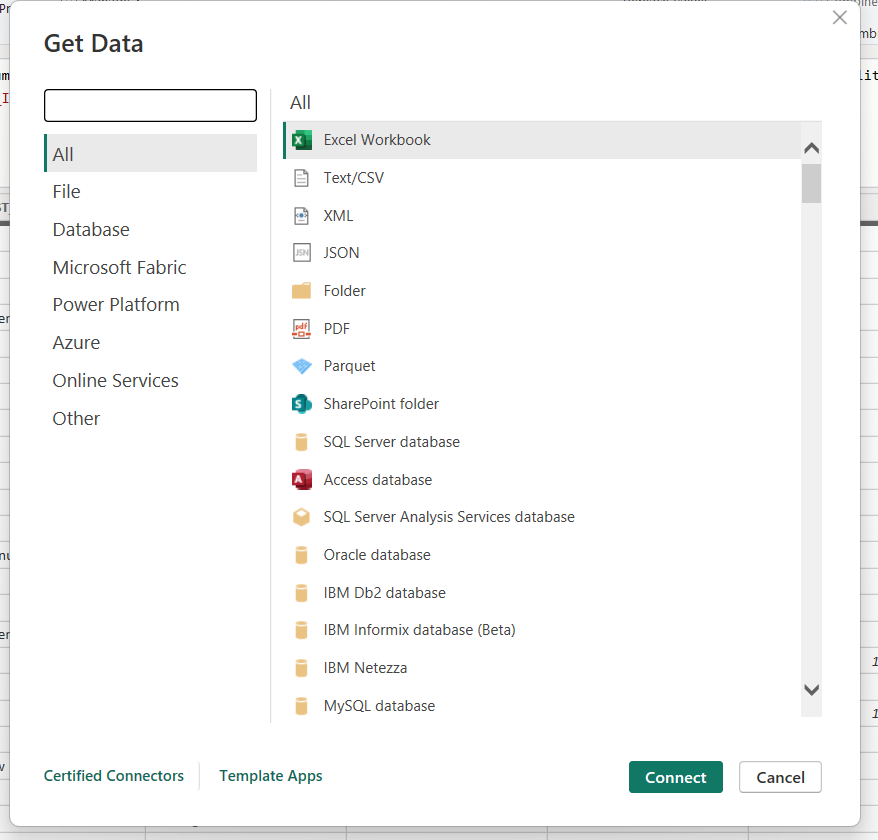 Get Data
All
File
Database
Microsoft Fabric
Power Platform
Azure
Online Services
Other
All
Excel Workbook
Text/CSV
XML
JSON
Folder
PDF
Parquet
SharePoint folder
SQL Server database
Access database
SQL Server Analysis Services database
Oracle database
IBM Db2 database
IBM Informix database (Beta)
IBM Netezza
MySQL database
Certified Connectors
Template Apps
Connect
Cancel